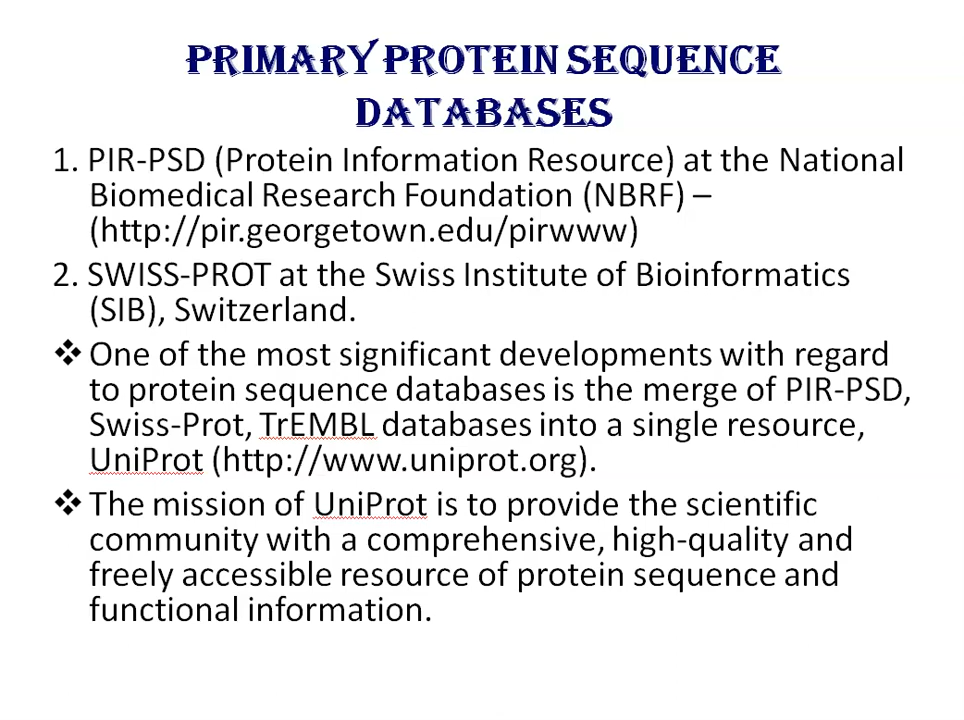 PRIMARY PROTEIN SEQUENCE
DATABASES
1. PIR-PSD (Protein Information Resource) at the National
Biomedical Research Foundation (NBRF) –
(http://pir.georgetown.edu/pirwww)
2. SWISS-PROT at the Swiss Institute of Bioinformatics
(SIB), Switzerland.
❖ One of the most significant developments with regard
to protein sequence databases is the merge of PIR-PSD,
Swiss-Prot, TrEMBL databases into a single resource,
UniProt (http://www.uniprot.org).
❖ The mission of UniProt is to provide the scientific
community with a comprehensive, high-quality and
freely accessible resource of protein sequence and
functional information.